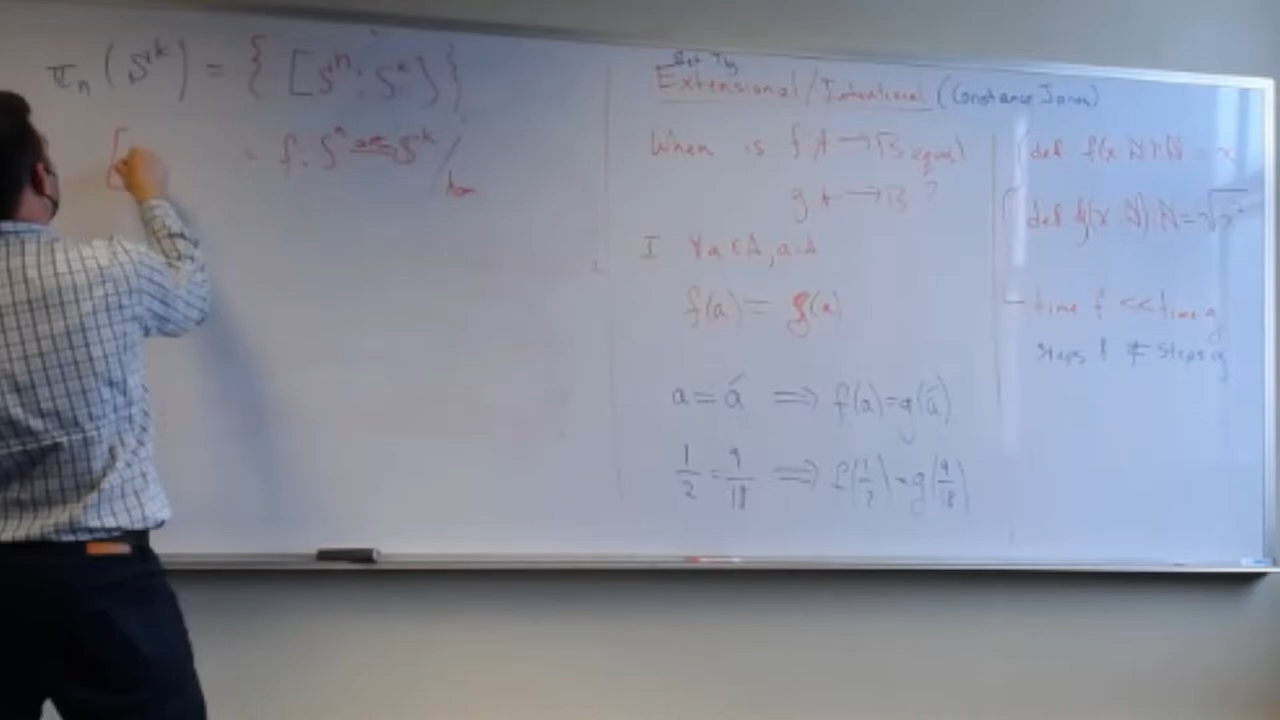 π_n(S^k) = { [S^n : S^k] }
f. S^n → S^k /
Set Thy
Extensional/Intentional (Constance Jones)
When is f A → B equal
g A → B ?
I ∀a ∈ A, a:A
f(a) = g(a)
a = á ⟹ f(a) = g(á)
1/2 = 9/18 ⟹ f(1/2) = g(9/18)
def f(x N):N = x
def g(x N):N = √x²
time f << time g
steps f ≠ steps g